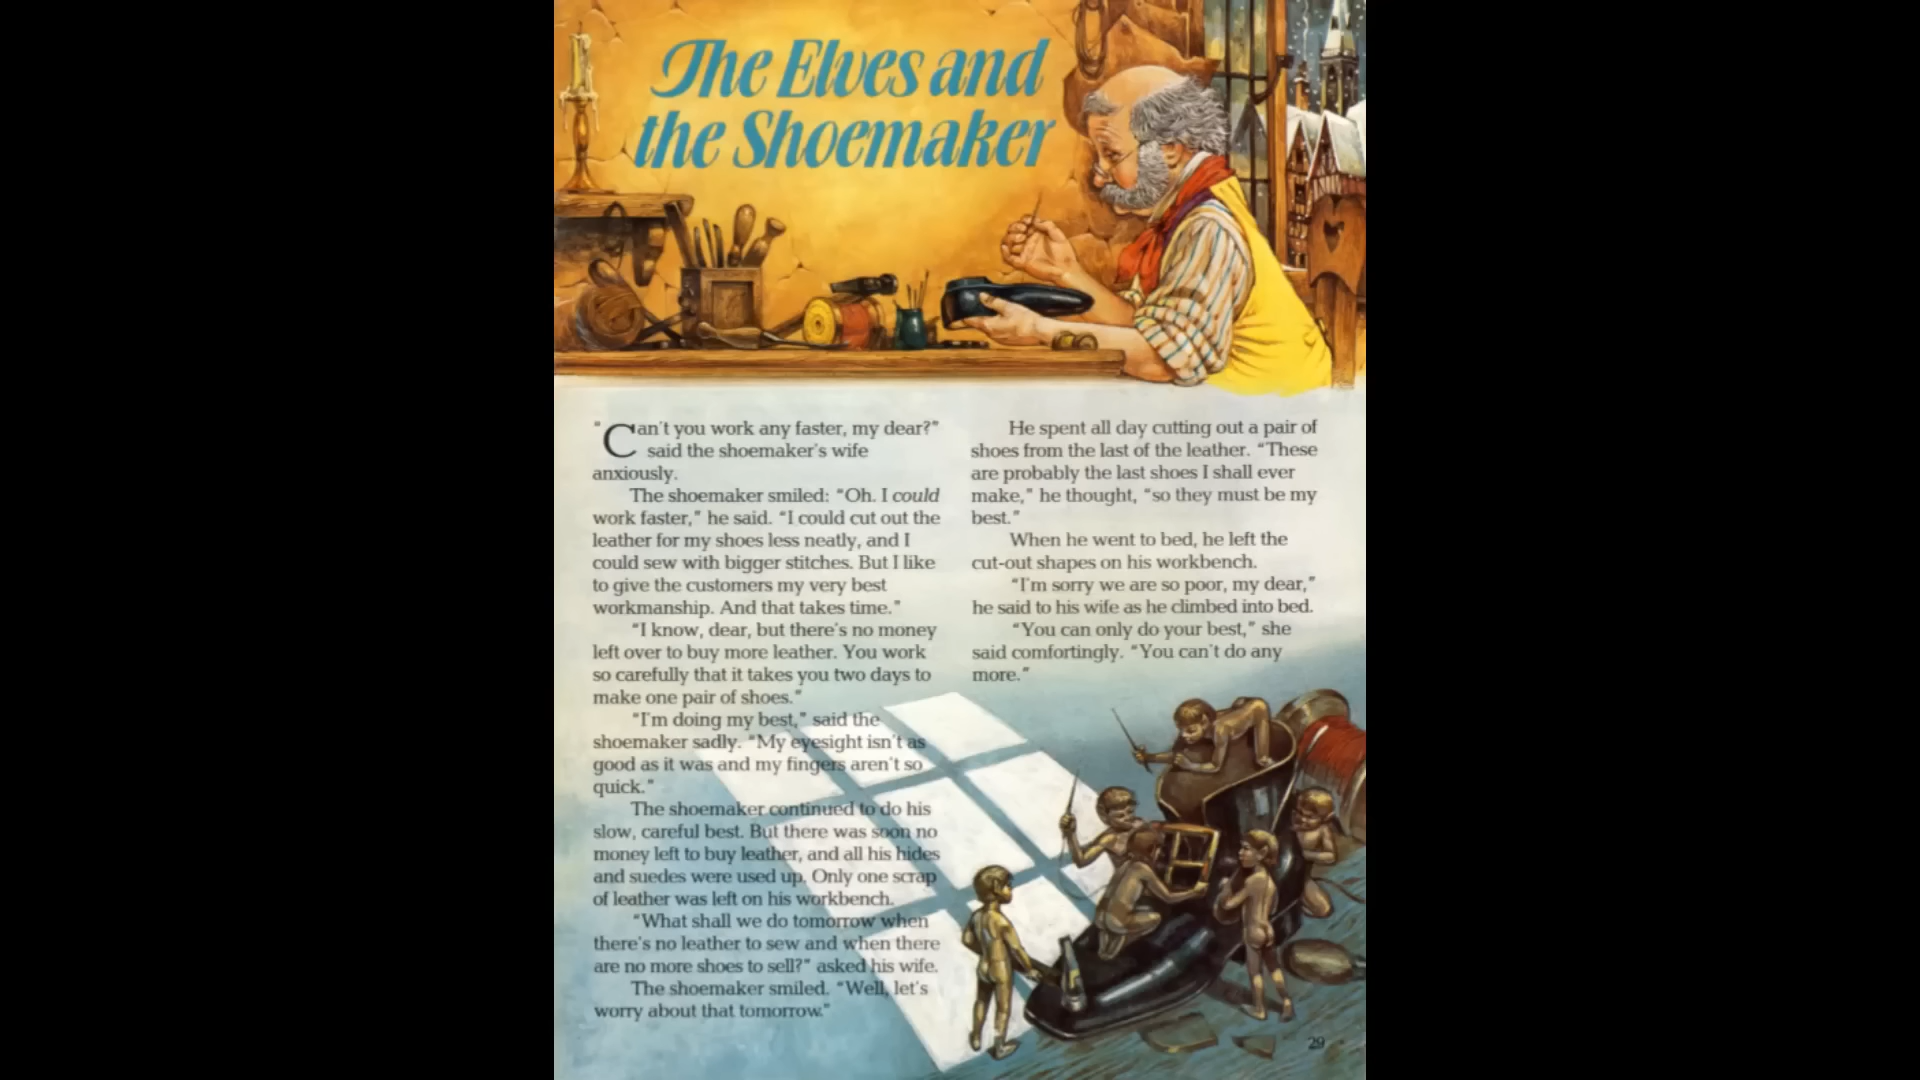 The Elves and
the Shoemaker
"Can't you work any faster, my dear?"
said the shoemaker's wife
anxiously.
The shoemaker smiled: "Oh. I could
work faster," he said. "I could cut out the
leather for my shoes less neatly, and I
could sew with bigger stitches. But I like
to give the customers my very best
workmanship. And that takes time."
"I know, dear, but there's no money
left over to buy more leather. You work
so carefully that it takes you two days to
make one pair of shoes."
"I'm doing my best," said the
shoemaker sadly. "My eyesight isn't as
good as it was and my fingers aren't so
quick."
The shoemaker continued to do his
slow, careful best. But there was soon no
money left to buy leather, and all his hides
and suedes were used up. Only one scrap
of leather was left on his workbench.
"What shall we do tomorrow when
there's no leather to sew and when there
are no more shoes to sell?" asked his wife.
The shoemaker smiled. "Well, let's
worry about that tomorrow."
He spent all day cutting out a pair of
shoes from the last of the leather. "These
are probably the last shoes I shall ever
make," he thought, "so they must be my
best."
When he went to bed, he left the
cut-out shapes on his workbench.
"I'm sorry we are so poor, my dear,"
he said to his wife as he climbed into bed.
"You can only do your best," she
said comfortingly. "You can't do any
more."
29